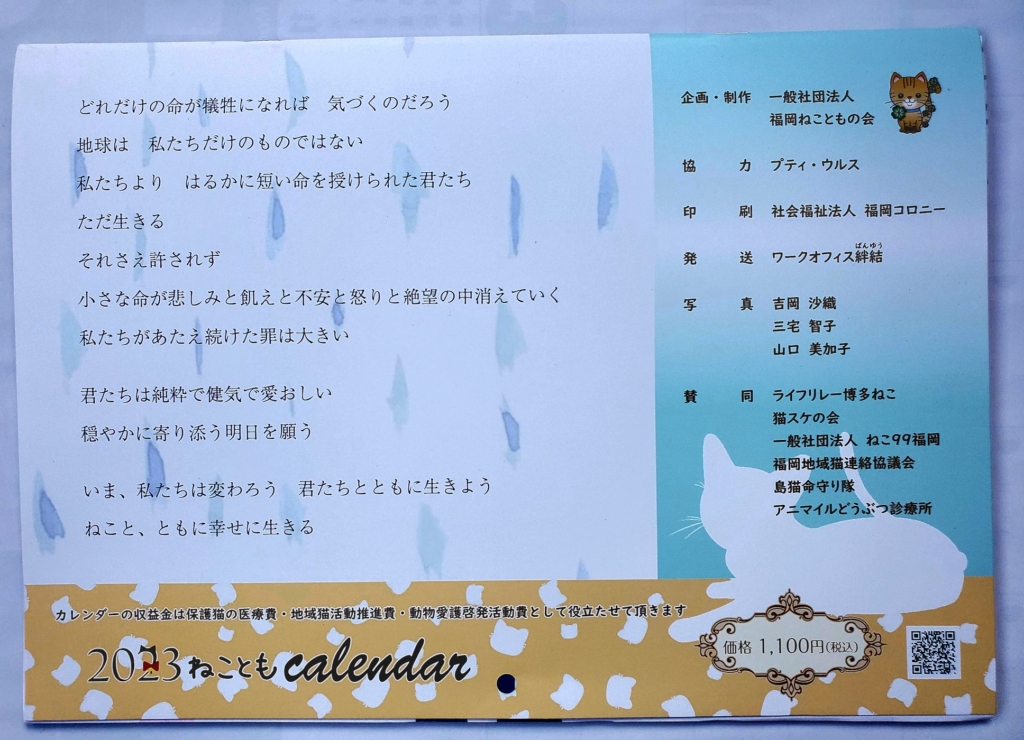 どれだけの命が犠牲になれば　気づくのだろう
地球は　私たちだけのものではない
私たちより　はるかに短い命を授けられた君たち
ただ生きる
それさえ許されず
小さな命が悲しみと飢えと不安と怒りと絶望の中消えていく
私たちがあたえ続けた罪は大きい
君たちは純粋で健気で愛おしい
穏やかに寄り添う明日を願う
いま、私たちは変わろう　君たちとともに生きよう
ねこと、ともに幸せに生きる
企画・制作　一般社団法人
福岡ねこともの会
協　力　プティ・ウルス
印　刷　社会福祉法人 福岡コロニー
ばんゆう
発　送　ワークオフィス絆結
写　真　吉岡 沙織
三宅 智子
山口 美加子
賛　同　ライフリレー博多ねこ
猫スケの会
一般社団法人 ねこ99福岡
福岡地域猫連絡協議会
島猫命守り隊
アニマイルどうぶつ診療所
カレンダーの収益金は保護猫の医療費・地域猫活動推進費・動物愛護啓発活動費として役立たせて頂きます
2023 ねことも calendar
価格 1,100円(税込)